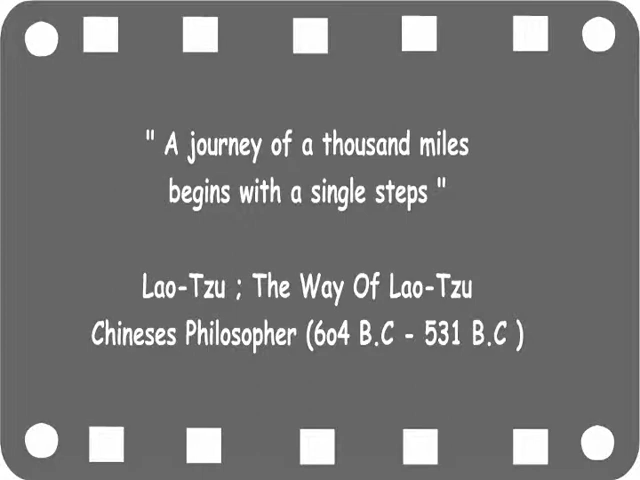 " A journey of a thousand miles
begins with a single steps "
Lao-Tzu ; The Way Of Lao-Tzu
Chineses Philosopher (6o4 B.C - 531 B.C )